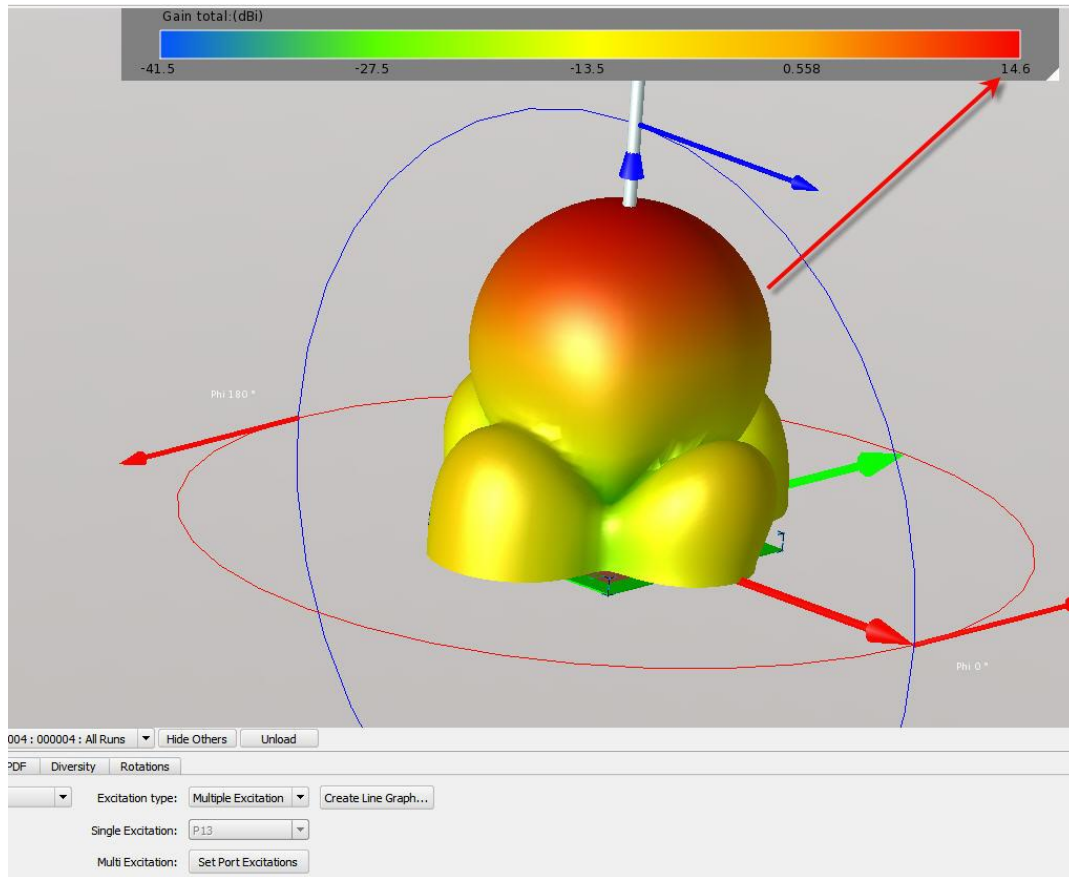 Gain total:(dBi)
-41.5 -27.5 -13.5 0.558 14.6
Phi 180 °
Phi 0 °
004 : 000004 : All Runs Hide Others Unload
PDF Diversity Rotations
Excitation type: Multiple Excitation Create Line Graph...
Single Excitation: P13
Multi Excitation: Set Port Excitations